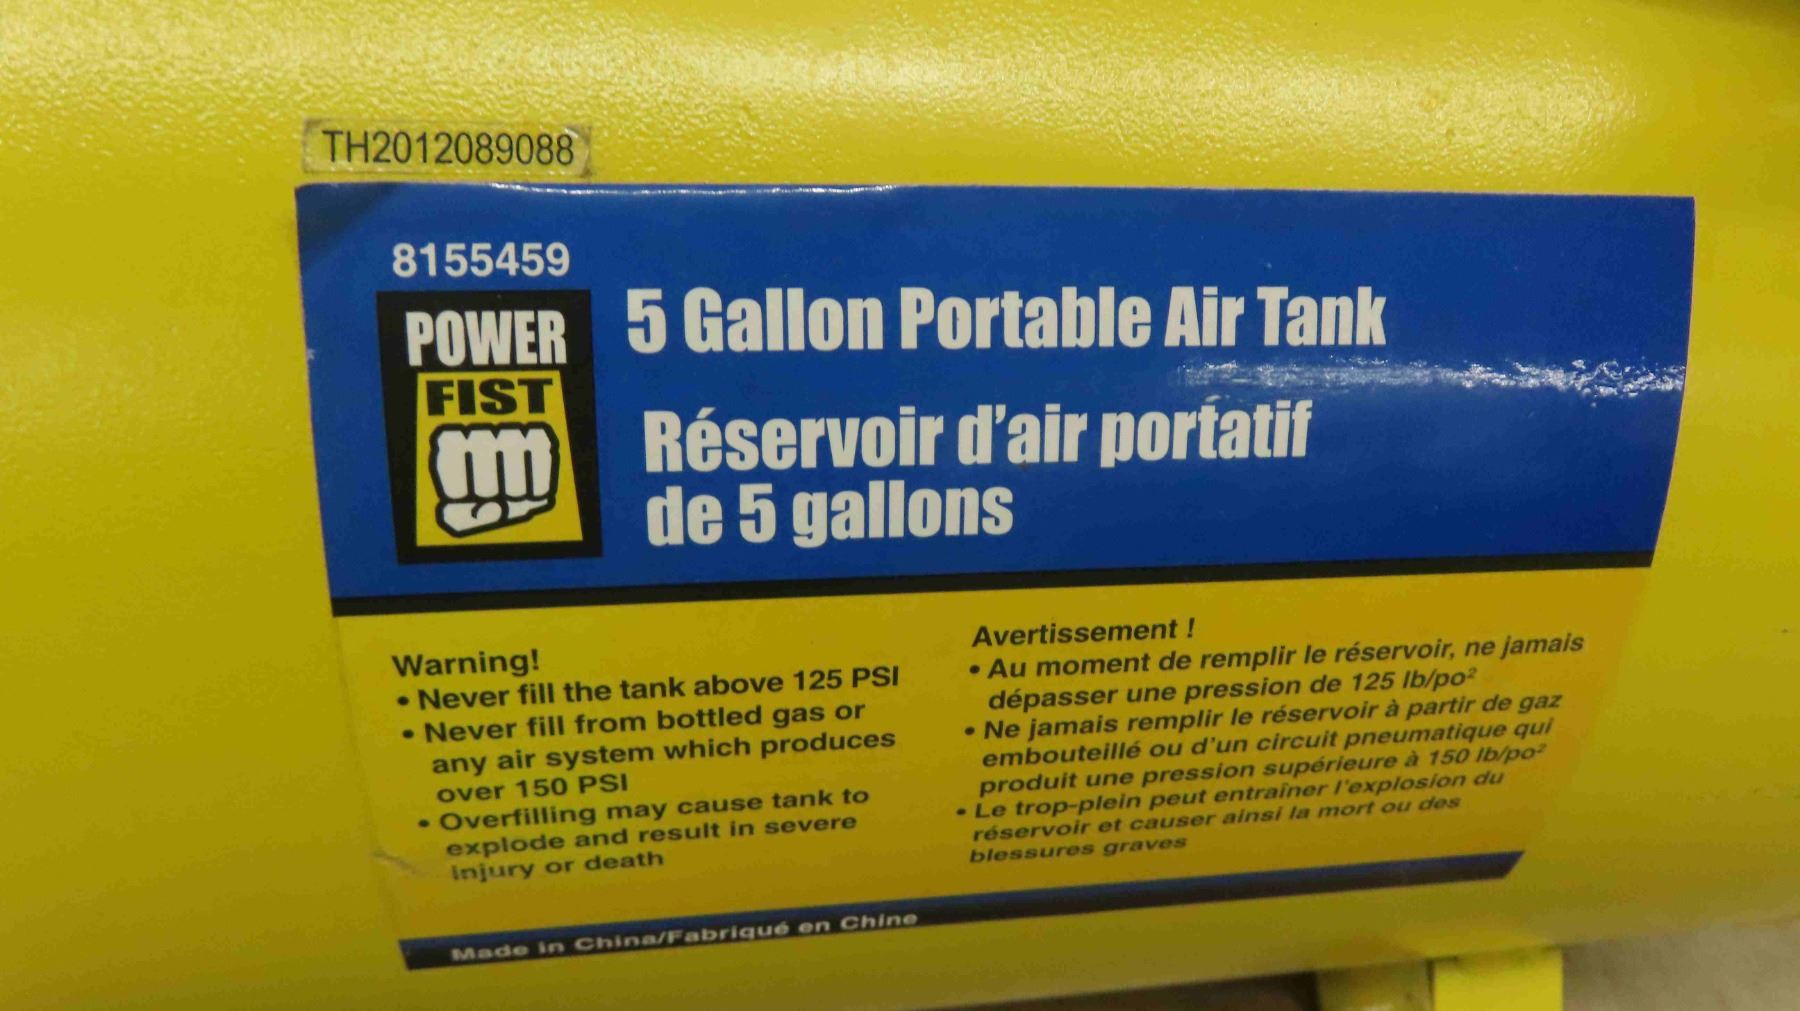 TH2012089088
8155459
POWER
FIST
5 Gallon Portable Air Tank
Réservoir d'air portatif
de 5 gallons
Warning!
• Never fill the tank above 125 PSI
• Never fill from bottled gas or
any air system which produces
over 150 PSI
• Overfilling may cause tank to
explode and result in severe
injury or death
Avertissement !
• Au moment de remplir le réservoir, ne jamais
dépasser une pression de 125 lb/po²
• Ne jamais remplir le réservoir à partir de gaz
embouteillé ou d'un circuit pneumatique qui
produit une pression supérieure à 150 lb/po²
• Le trop-plein peut entraîner l'explosion du
réservoir et causer ainsi la mort ou des
blessures graves
Made in China/Fabriqué en Chine